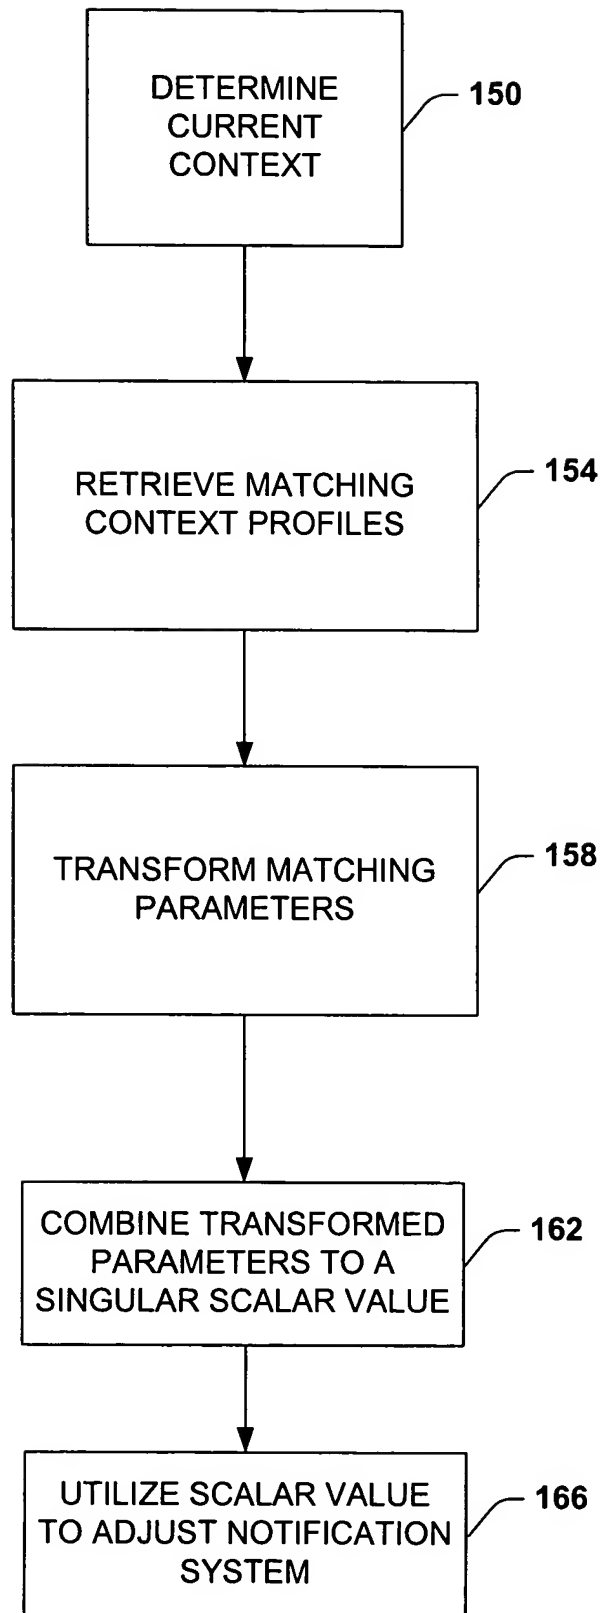 DETERMINE
CURRENT
CONTEXT
150
RETRIEVE MATCHING
CONTEXT PROFILES
154
TRANSFORM MATCHING
PARAMETERS
158
COMBINE TRANSFORMED
PARAMETERS TO A
SINGULAR SCALAR VALUE
162
UTILIZE SCALAR VALUE
TO ADJUST NOTIFICATION
SYSTEM
166